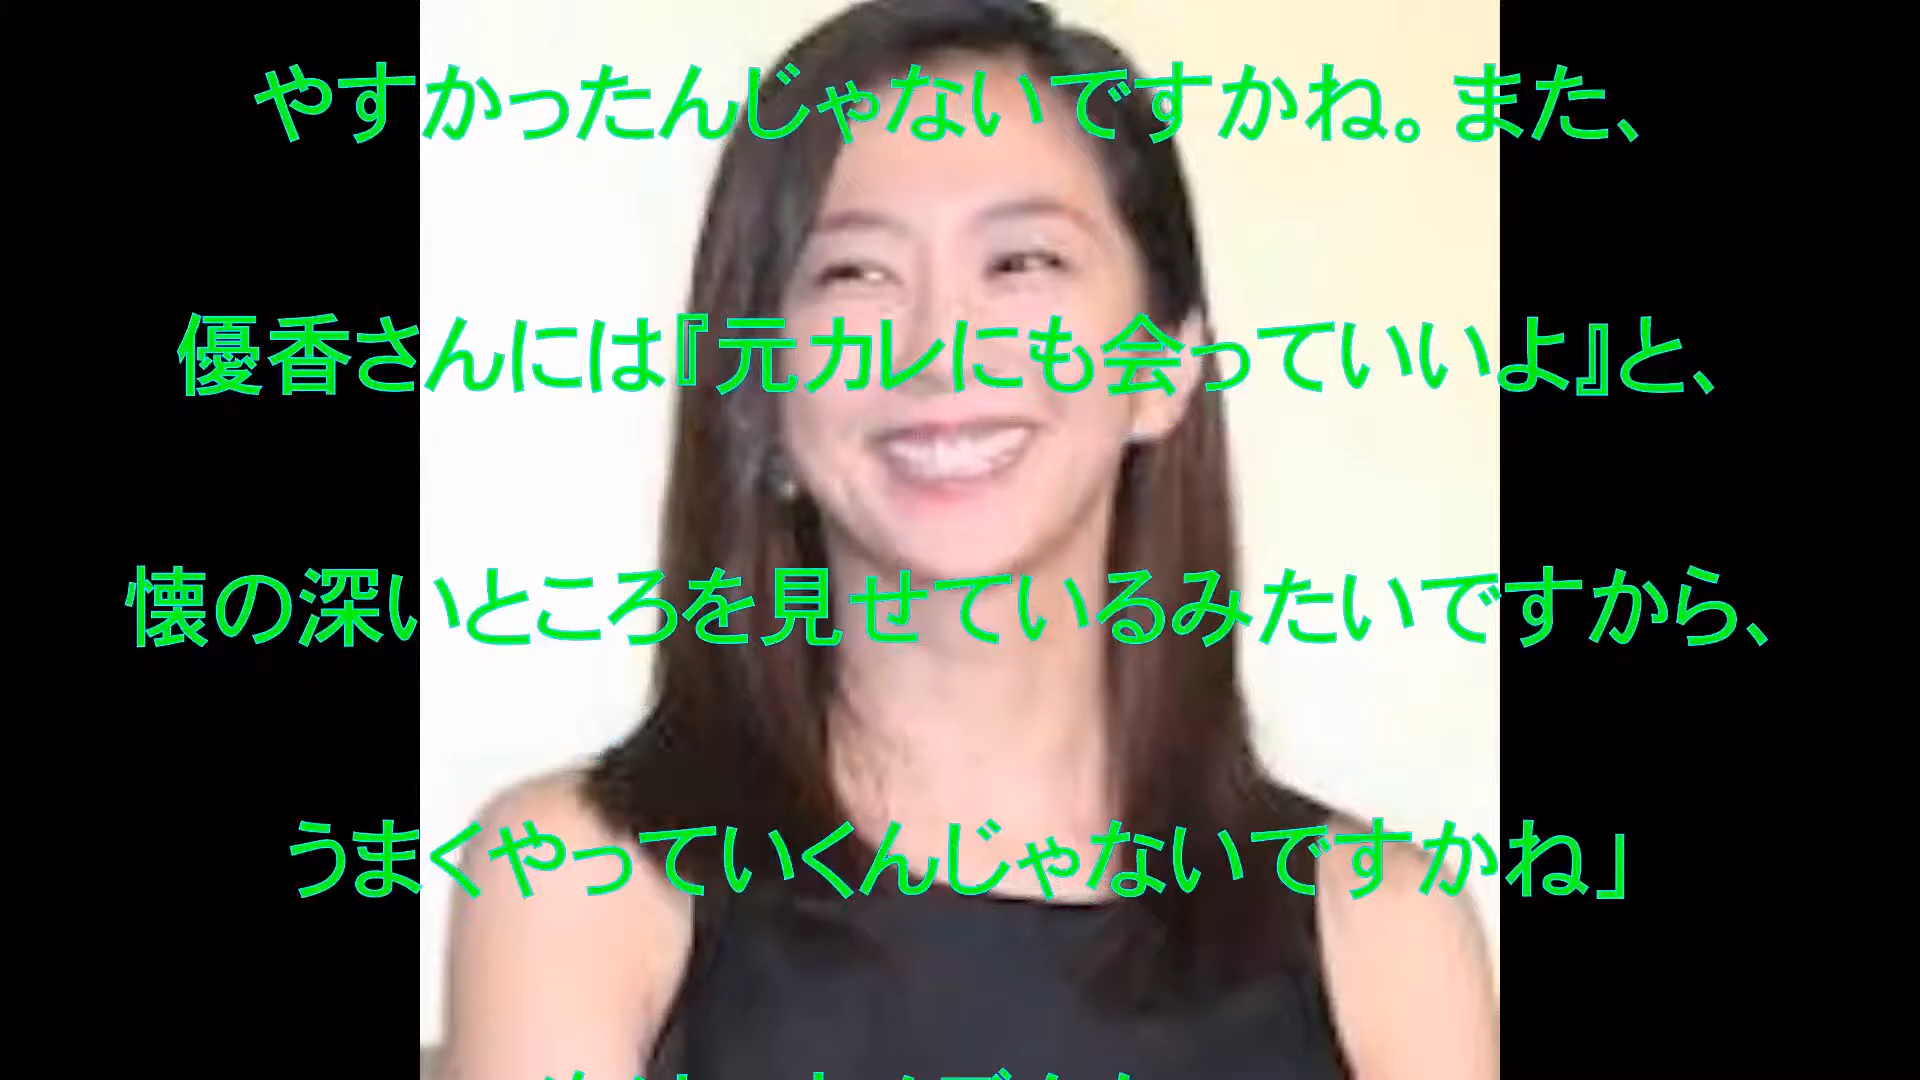 やすかったんじゃないですかね。また、
優香さんには『元カレにも会っていいよ』と、
懐の深いところを見せているみたいですから、
うまくやっていくんじゃないですかね」